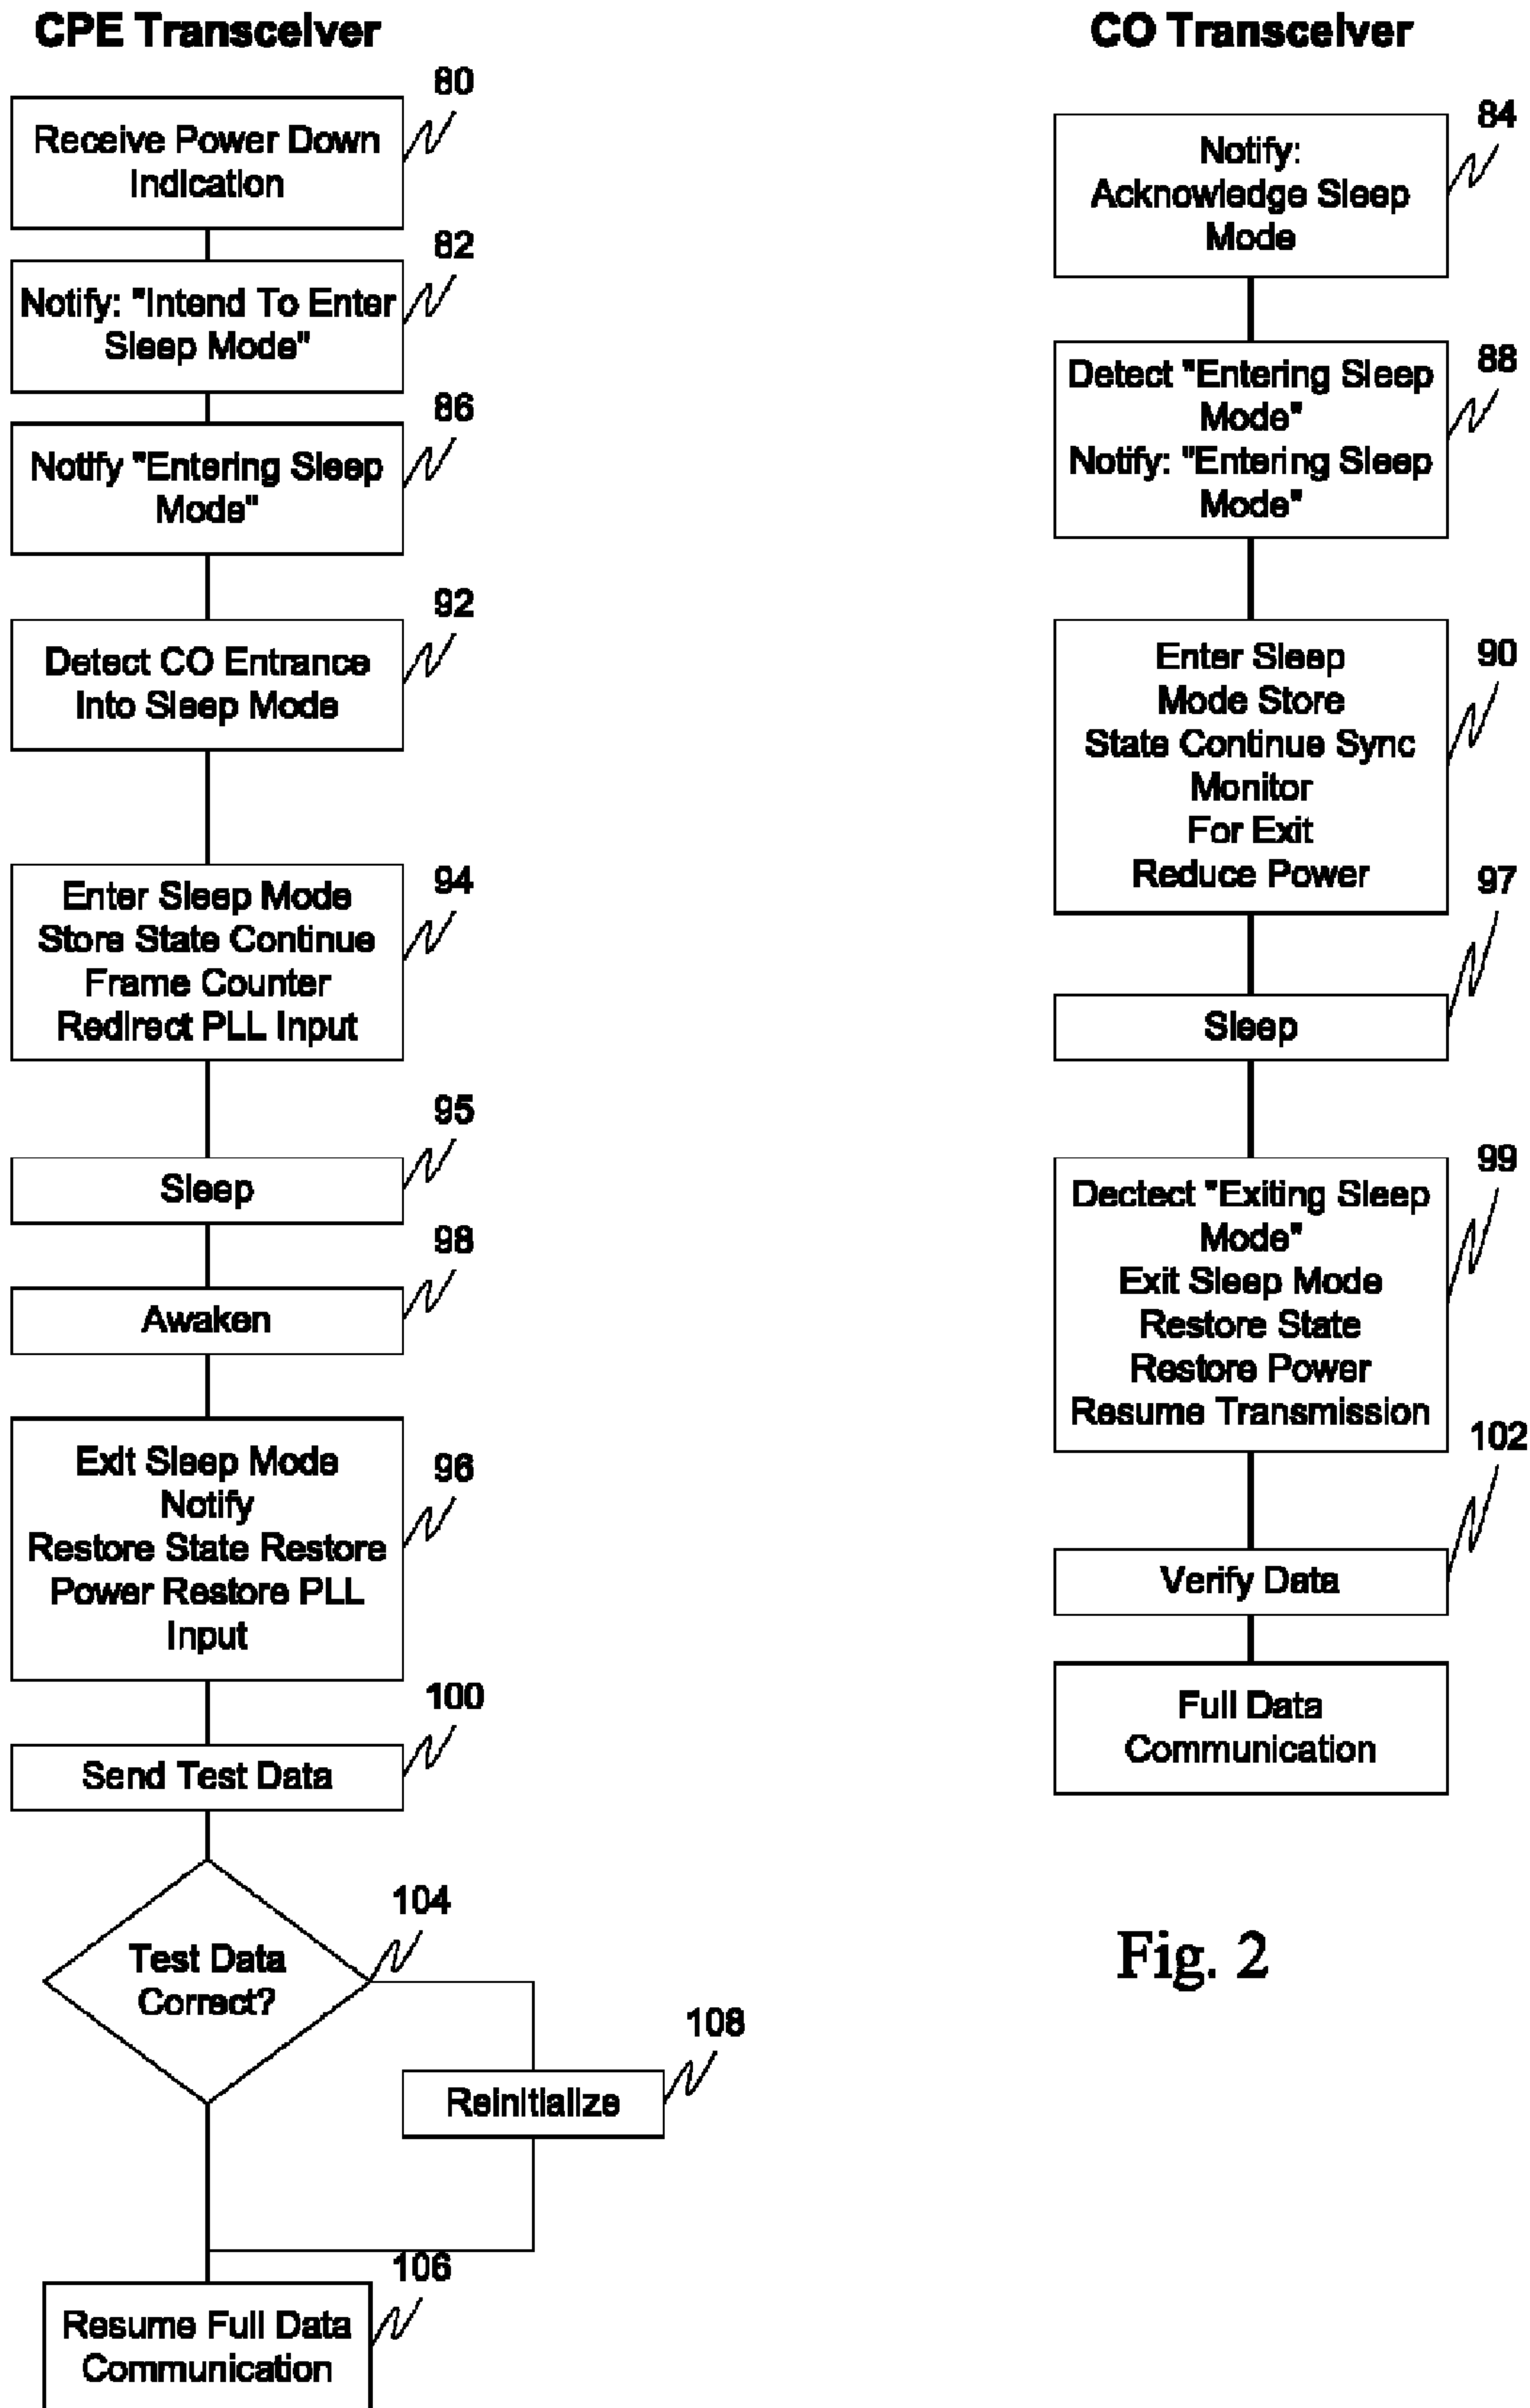 CPE Transceiver
80
Receive Power Down
Indication
82
Notify: "Intend To Enter
Sleep Mode"
86
Notify "Entering Sleep
Mode"
92
Detect CO Entrance
Into Sleep Mode
94
Enter Sleep Mode
Store State Continue
Frame Counter
Redirect PLL Input
95
Sleep
98
Awaken
96
Exit Sleep Mode
Notify
Restore State Restore
Power Restore PLL
Input
100
Send Test Data
104
Test Data
Correct?
108
Reinitialize
106
Resume Full Data
Communication
CO Transceiver
84
Notify:
Acknowledge Sleep
Mode
88
Detect "Entering Sleep
Mode"
Notify: "Entering Sleep
Mode"
90
Enter Sleep
Mode Store
State Continue Sync
Monitor
For Exit
Reduce Power
97
Sleep
99
Dectect "Exiting Sleep
Mode"
Exit Sleep Mode
Restore State
Restore Power
Resume Transmission
102
Verify Data
Full Data
Communication
Fig. 2